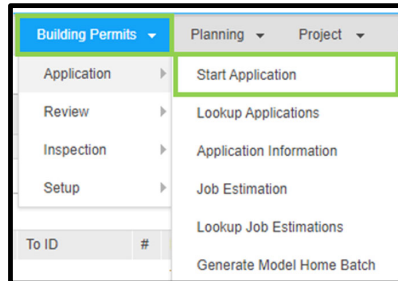 Building Permits Planning Project
Application Start Application
Review Lookup Applications
Inspection Application Information
Setup Job Estimation
Lookup Job Estimations
To ID #
Generate Model Home Batch